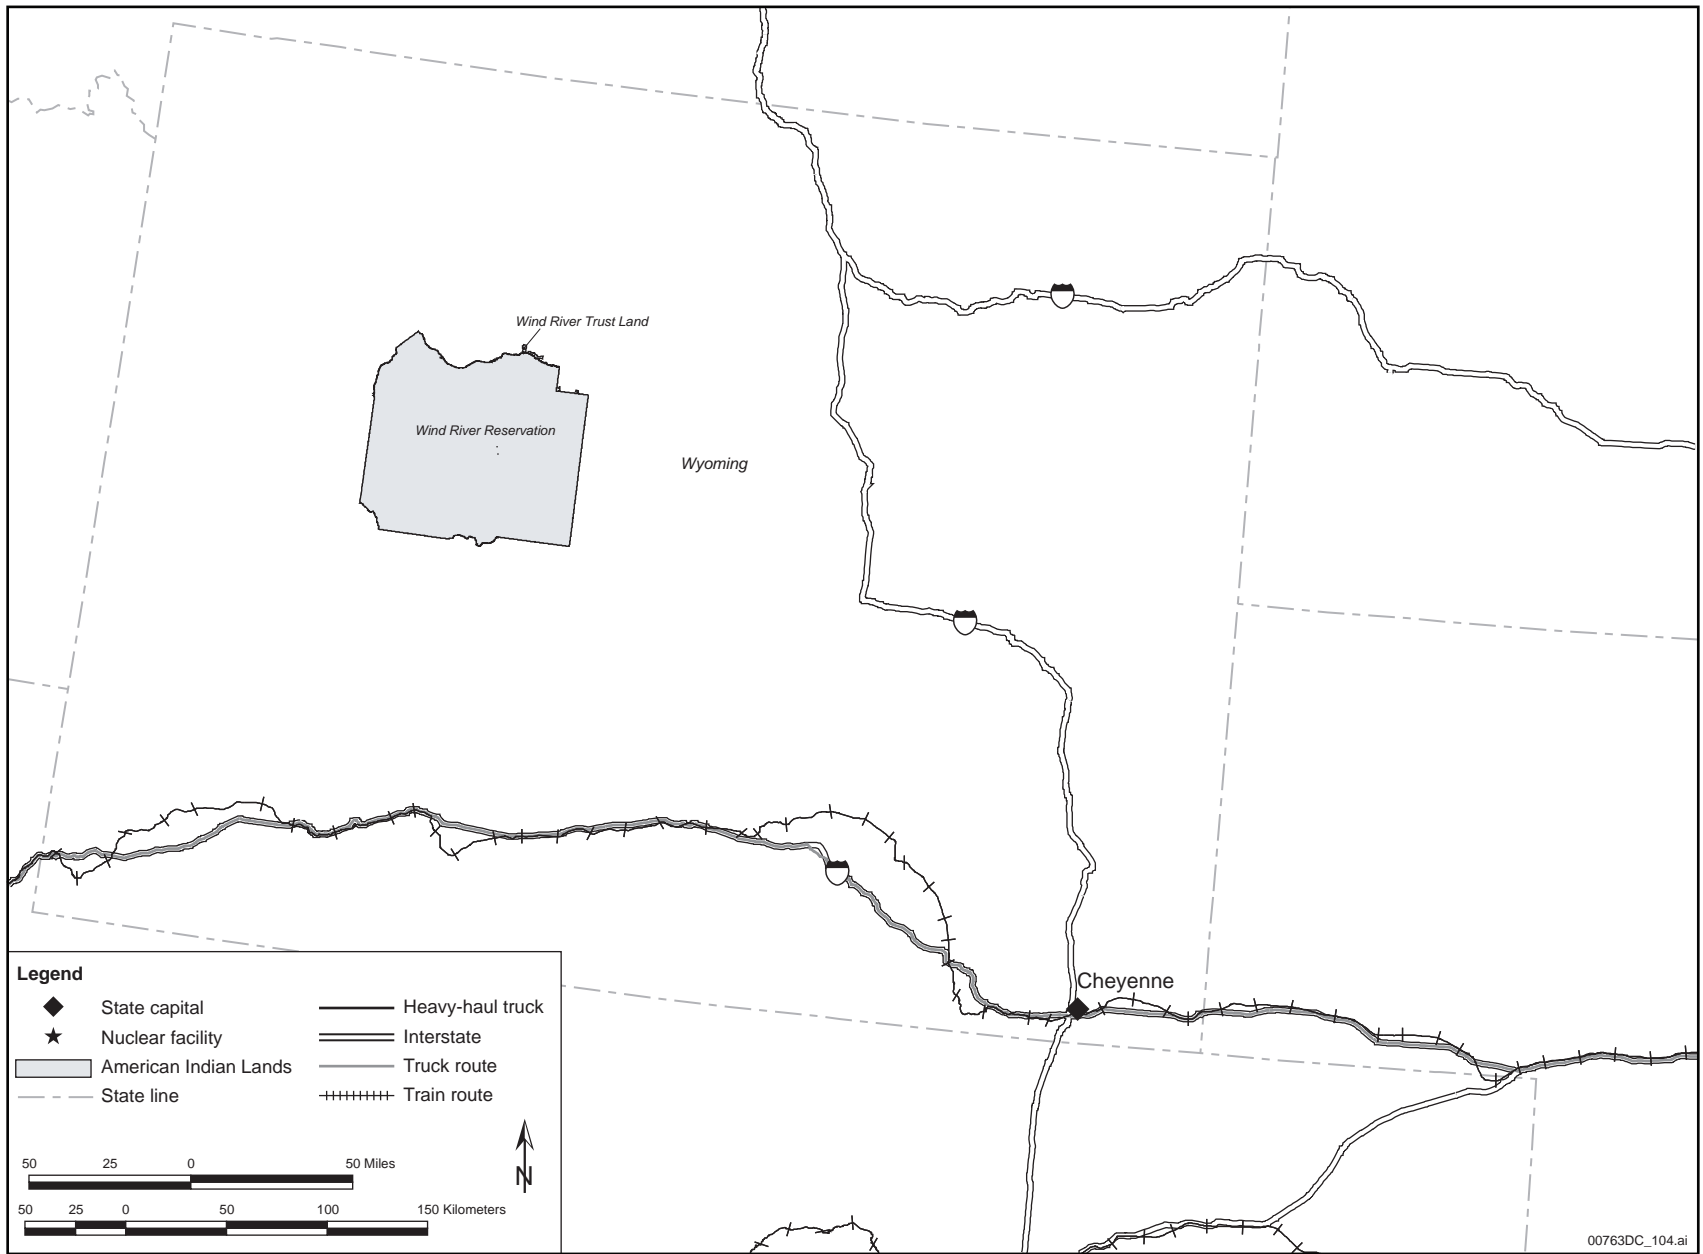 Wind River Trust Land
Wind River Reservation
Wyoming
Cheyenne
Legend
State capital
Nuclear facility
American Indian Lands
State line
Heavy-haul truck
Interstate
Truck route
Train route
50 25 0 50 Miles
50 25 0 50 100 150 Kilometers
N
00763DC_104.ai